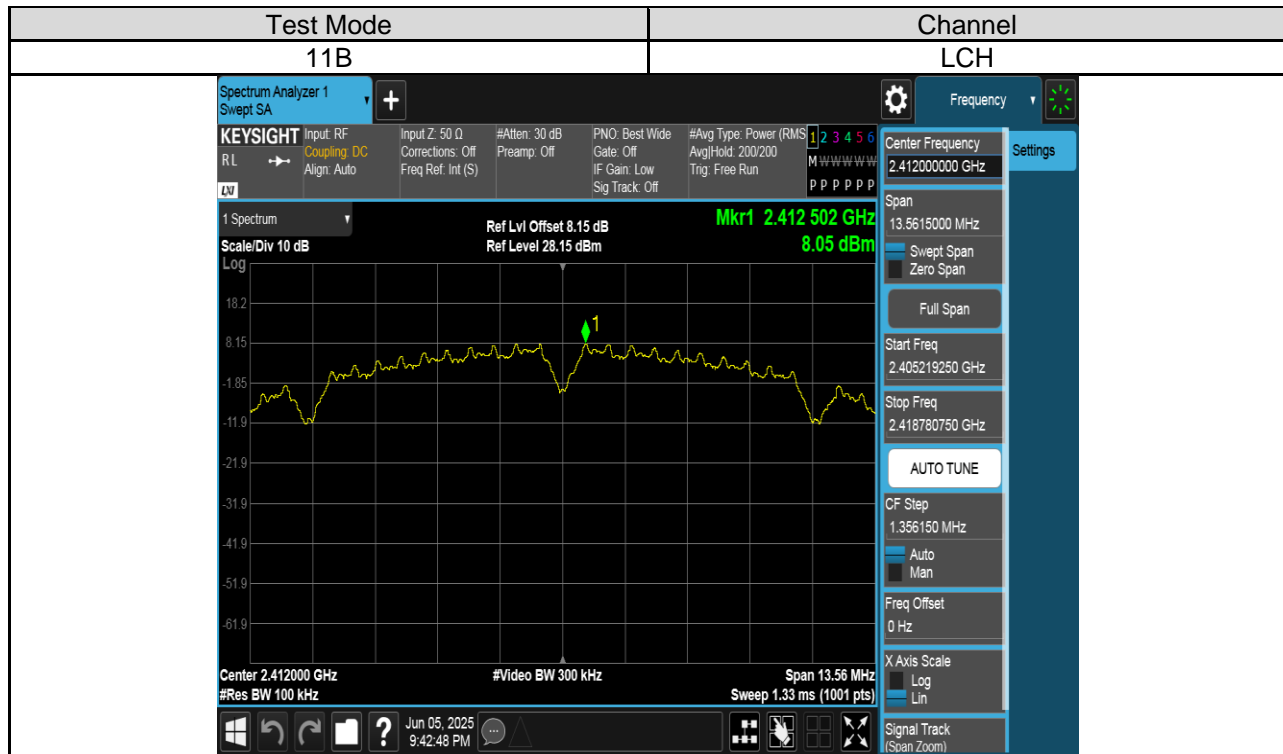 Test Mode Channel
11B LCH
Spectrum Analyzer 1
Swept SA
Frequency
KEYSIGHT Input: RF Input Z: 50 Ω #Atten: 30 dB PNO: Best Wide #Avg Type: Power (RMS 1 2 3 4 5 6
R L Coupling: DC Corrections: Off Preamp: Off Gate: Off Avg|Hold: 200/200 M W W W W W
Align: Auto Freq Ref: Int (S) IF Gain: Low Trig: Free Run
LXI Sig Track: Off P P P P P P
1 Spectrum
Ref Lvl Offset 8.15 dB
Mkr1 2.412 502 GHz
Scale/Div 10 dB Ref Level 28.15 dBm 8.05 dBm
Log
18.2
8.15
-1.85
-11.9
-21.9
-31.9
-41.9
-51.9
-61.9
1
Center 2.412000 GHz #Video BW 300 kHz Span 13.56 MHz
#Res BW 100 kHz Sweep 1.33 ms (1001 pts)
? Jun 05, 2025
9:42:48 PM
Center Frequency
2.412000000 GHz
Settings
Span
13.5615000 MHz
Swept Span
Zero Span
Full Span
Start Freq
2.405219250 GHz
Stop Freq
2.418780750 GHz
AUTO TUNE
CF Step
1.356150 MHz
Auto
Man
Freq Offset
0 Hz
X Axis Scale
Log
Lin
Signal Track
(Span Zoom)